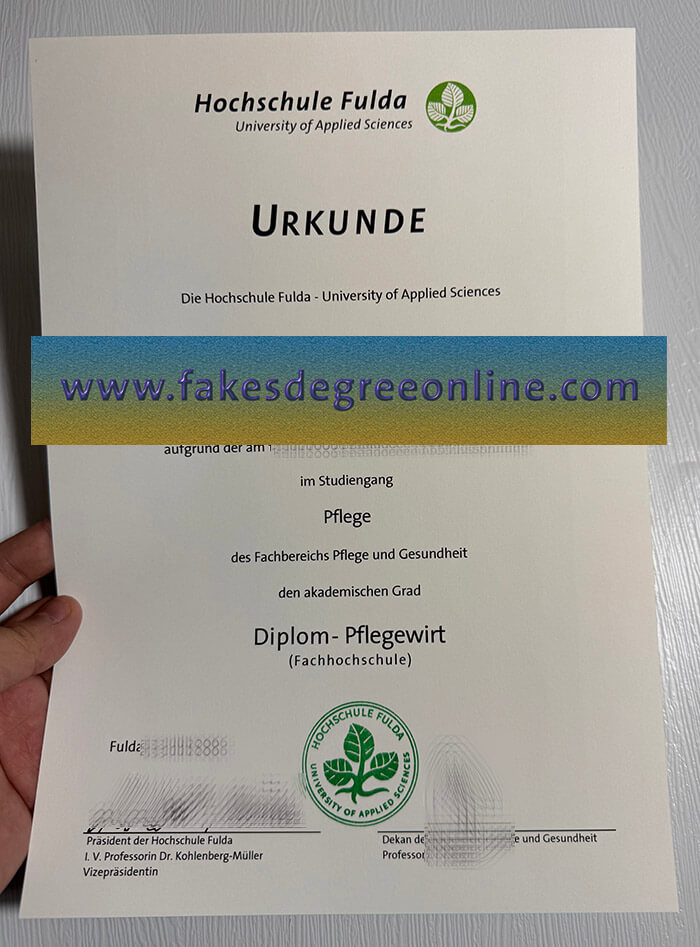 Hochschule Fulda
University of Applied Sciences
URKUNDE
Die Hochschule Fulda - University of Applied Sciences
www.fakesdegreeonline.com
aufgrund der am
im Studiengang
Pflege
des Fachbereichs Pflege und Gesundheit
den akademischen Grad
Diplom- Pflegewirt
(Fachhochschule)
HOCHSCHULE FULDA
UNIVERSITY OF APPLIED SCIENCES
Fulda
Präsident der Hochschule Fulda
I. V. Professorin Dr. Kohlenberg-Müller
Vizepräsidentin
Dekan de e und Gesundheit
Professor